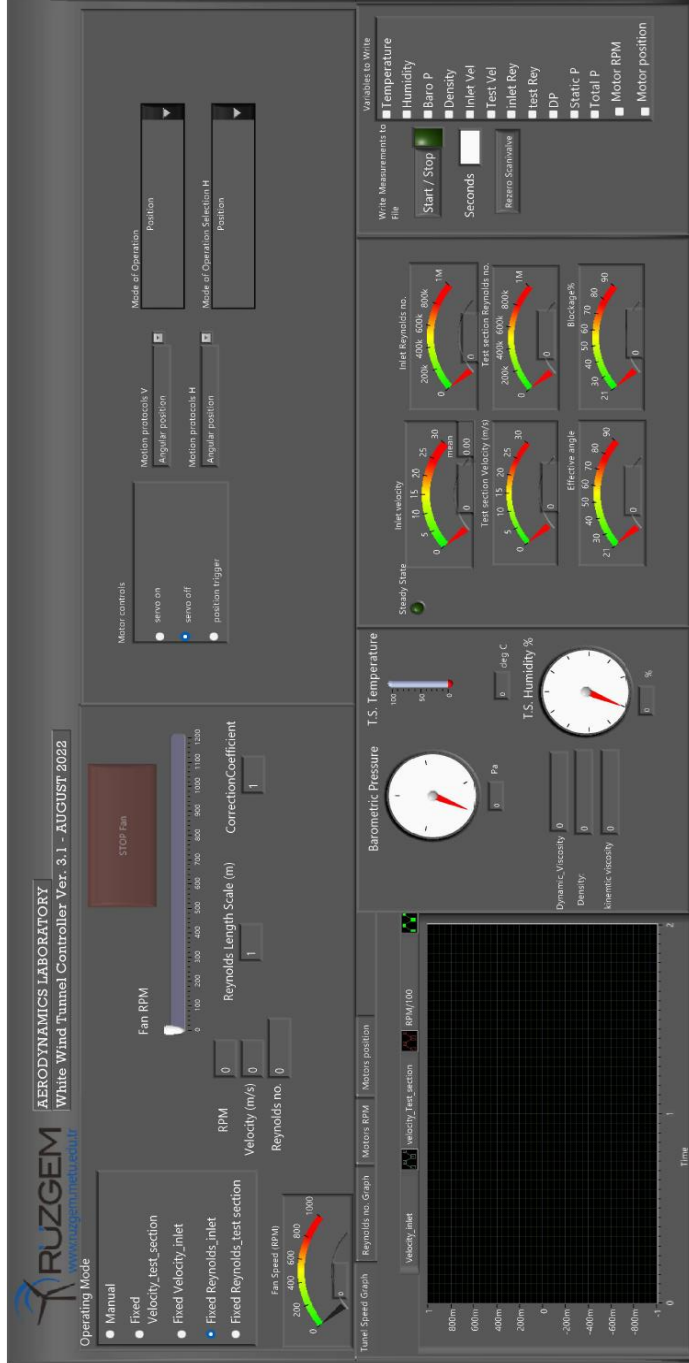 RUZGEM
www.ruzgem.metu.edu.tr
AERODYNAMICS LABORATORY
White Wind Tunnel Controller Ver. 3.1 - AUGUST 2022
Operating Mode
Manual
Fixed
Velocity_test_section
Fixed Velocity_inlet
Fixed Reynolds_inlet
Fixed Reynolds_test section
STOP Fan
Fan RPM
0 100 200 300 400 500 600 700 800 900 1000 1100 1200
RPM
0
Velocity (m/s)
0
Reynolds no.
0
Reynolds Length Scale (m)
1
CorrectionCoefficient
1
Fan Speed (RPM)
0 200 400 600 800 1000
0
Motor controls
servo on
servo off
position trigger
Motion protocols V
Angular position
Motion protocols H
Angular position
Mode of Operation
Position
Mode of Operation Selection H
Position
Tunel Speed Graph
Reynolds no. Graph
Motors RPM
Motors position
Velocity_inlet
velocity_Test_section
RPM/100
1
800m
600m
400m
200m
0
-200m
-400m
-600m
-800m
-1
0 1 2
Time
Barometric Pressure
0 Pa
T.S. Temperature
100
50
0
0 deg C
T.S. Humidity %
0 %
Dynamic_Viscosity
0
Density:
0
kinemtic viscosity
0
Steady State
Inlet velocity
0 5 10 15 20 25 30
0
mean
0.00
Inlet Reynolds no.
0 200k 400k 600k 800k 1M
0
Test section Velocity (m/s)
0 5 10 15 20 25 30
0
Test section Reynolds no.
0 200k 400k 600k 800k 1M
0
Effective angle
21 30 40 50 60 70 80 90
0
Blockage%
21 30 40 50 60 70 80 90
0
Write Measurements to
File
Start / Stop
Seconds
Rezero Scanivalve
Variables to Write
Temperature
Humidity
Baro P
Density
Inlet Vel
Test Vel
inlet Rey
test Rey
DP
Static P
Total P
Motor RPM
Motor position